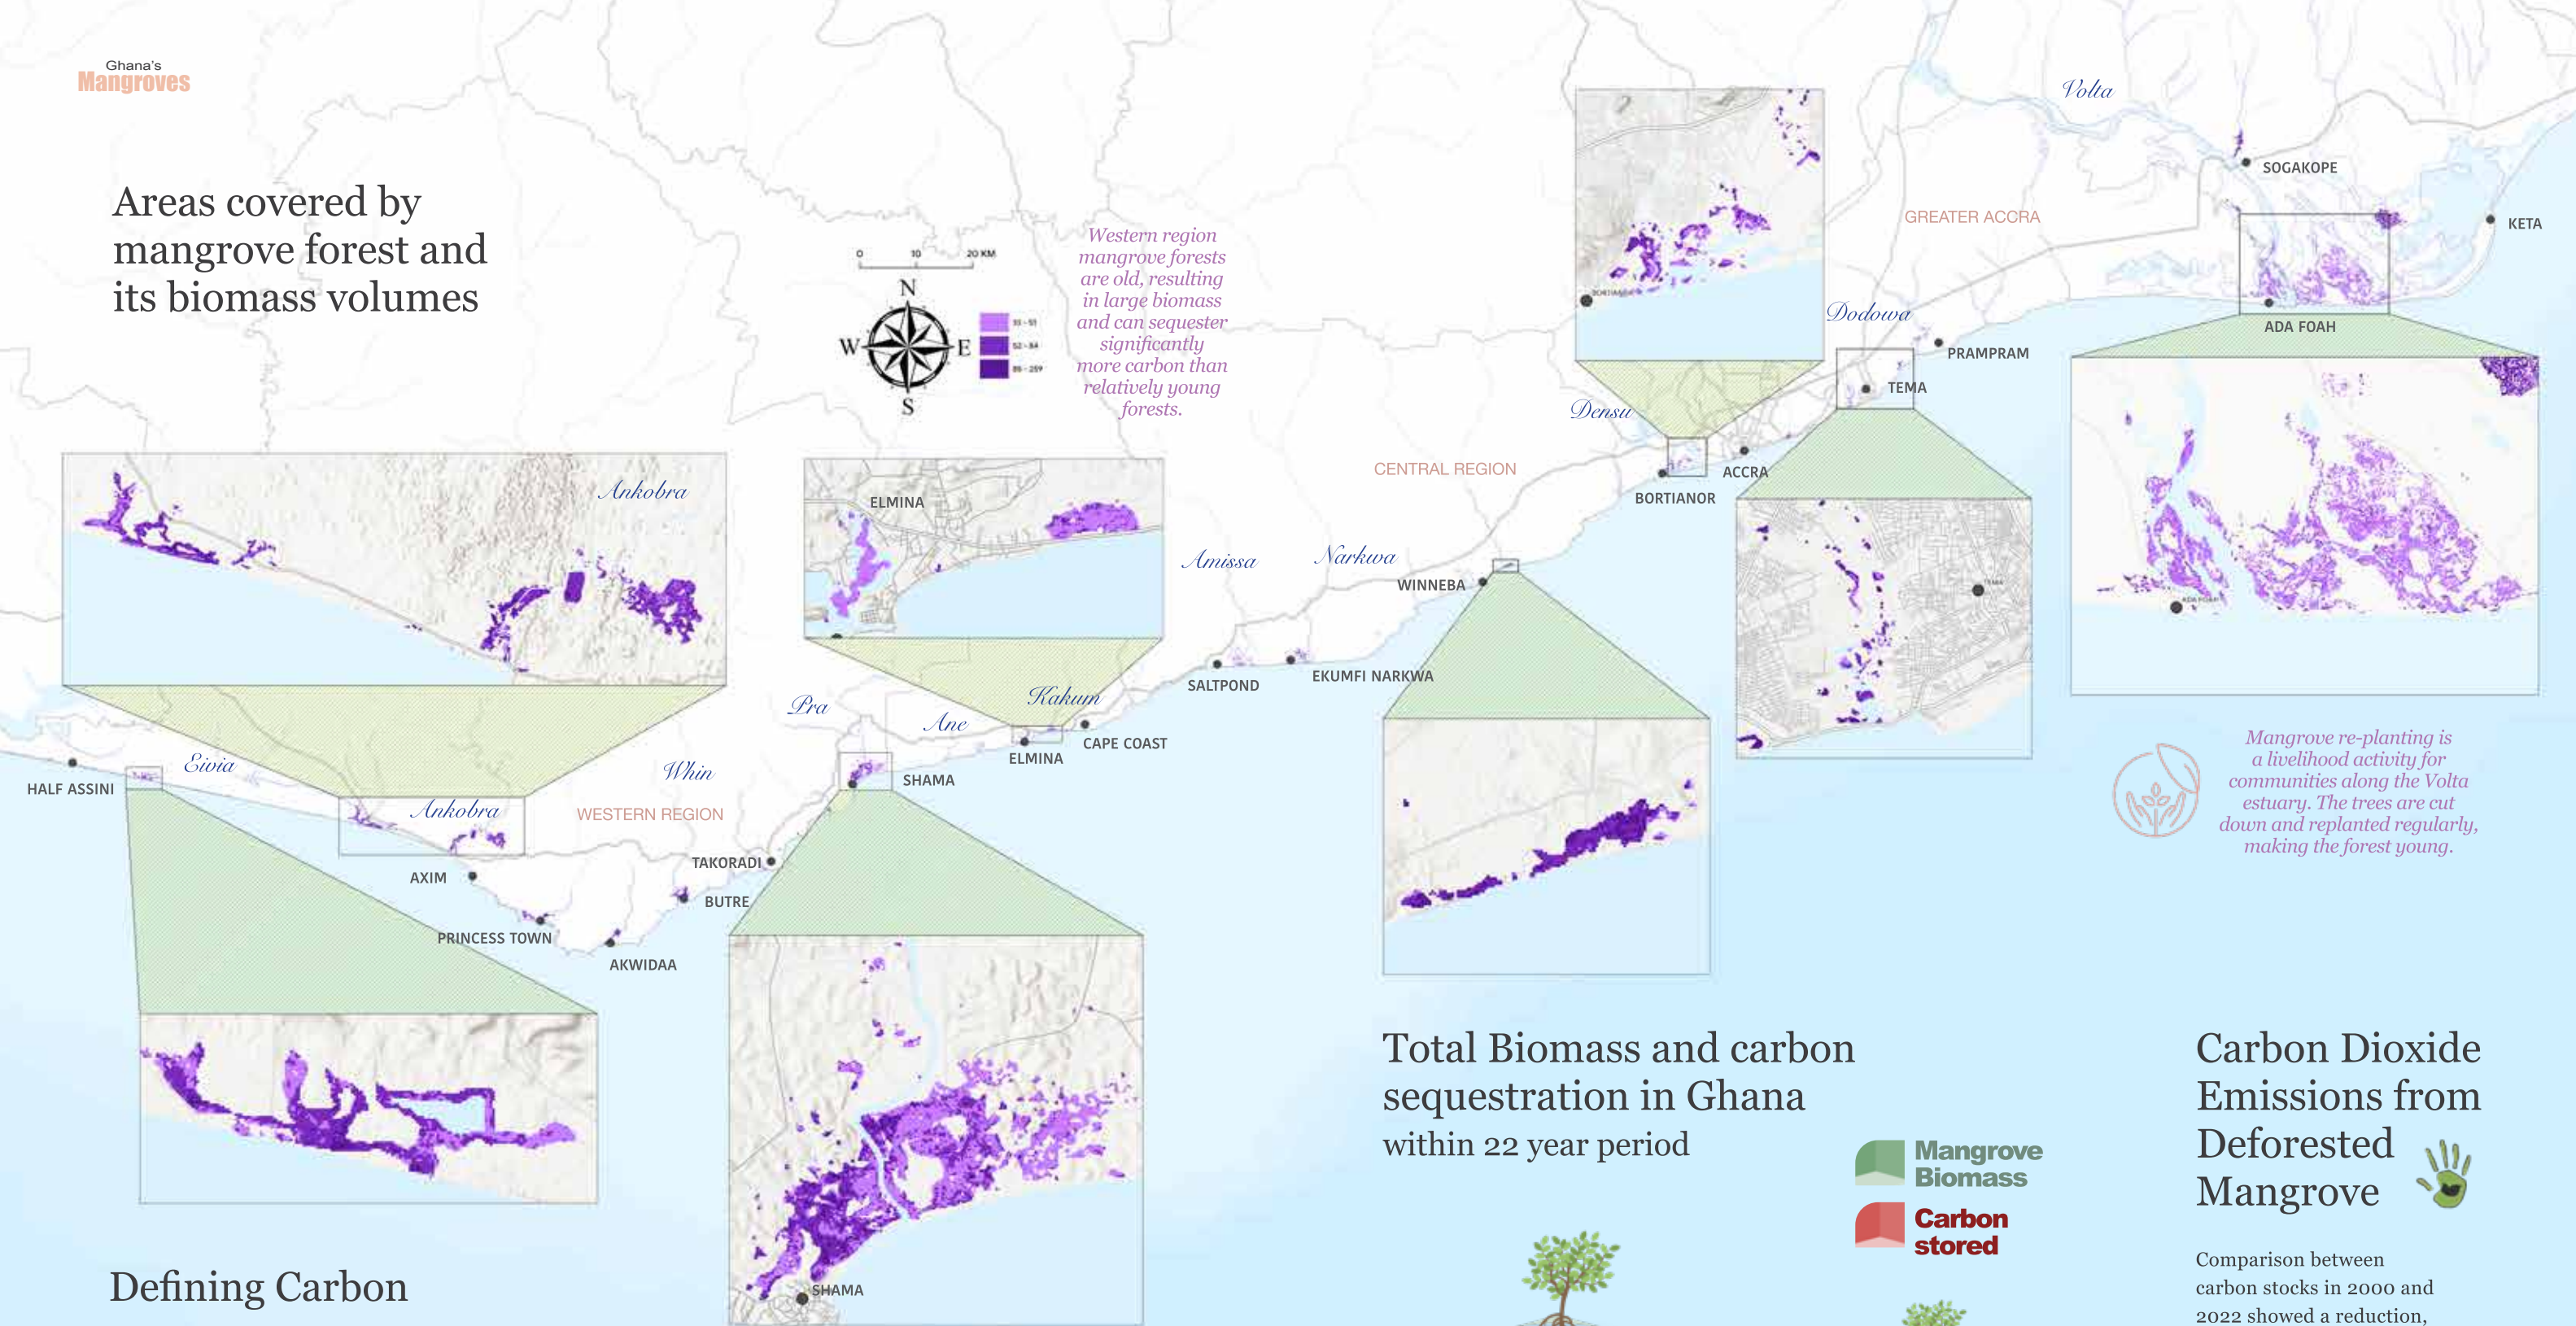 Ghana's
Mangroves
Areas covered by
mangrove forest and
its biomass volumes
0 10 20 KM
N
W E
S
52 - 84
Western region
mangrove forests
are old, resulting
in large biomass
and can sequester
significantly
more carbon than
relatively young
forests.
Volta
SOGAKOPE
KETA
GREATER ACCRA
ADA FOAH
Dodowa
PRAMPRAM
TEMA
Densu
CENTRAL REGION
ACCRA
BORTIANOR
Ankobra
ELMINA
Amissa
Narkwa
WINNEBA
TEMA
ADA FOAH
SALTPOND
EKUMFI NARKWA
Pra
Ane
Kakum
CAPE COAST
ELMINA
HALF ASSINI
Eivia
Ankobra
Whin
WESTERN REGION
SHAMA
TAKORADI
AXIM
BUTRE
PRINCESS TOWN
AKWIDAA
Mangrove re-planting is
a livelihood activity for
communities along the Volta
estuary. The trees are cut
down and replanted regularly,
making the forest young.
SHAMA
Defining Carbon
Total Biomass and carbon
sequestration in Ghana
within 22 year period
Mangrove
Biomass
Carbon
stored
Carbon Dioxide
Emissions from
Deforested
Mangrove
Comparison between
carbon stocks in 2000 and
2022 showed a reduction,